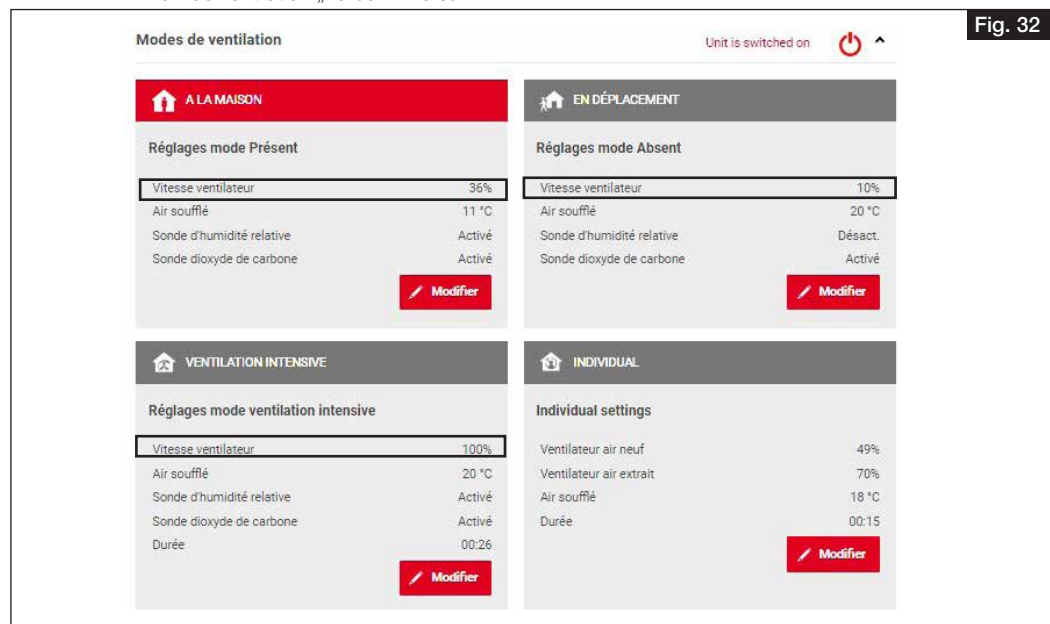 Fig. 32
Modes de ventilation
Unit is switched on
A LA MAISON
Réglages mode Présent
Vitesse ventilateur 36%
Air soufflé 11 °C
Sonde d'humidité relative Activé
Sonde dioxyde de carbone Activé
Modifier
EN DÉPLACEMENT
Réglages mode Absent
Vitesse ventilateur 10%
Air soufflé 20 °C
Sonde d'humidité relative Désact.
Sonde dioxyde de carbone Activé
Modifier
VENTILATION INTENSIVE
Réglages mode ventilation intensive
Vitesse ventilateur 100%
Air soufflé 20 °C
Sonde d'humidité relative Activé
Sonde dioxyde de carbone Activé
Durée 00:26
Modifier
INDIVIDUAL
Individual settings
Ventilateur air neuf 49%
Ventilateur air extrait 70%
Air soufflé 18 °C
Durée 00:15
Modifier